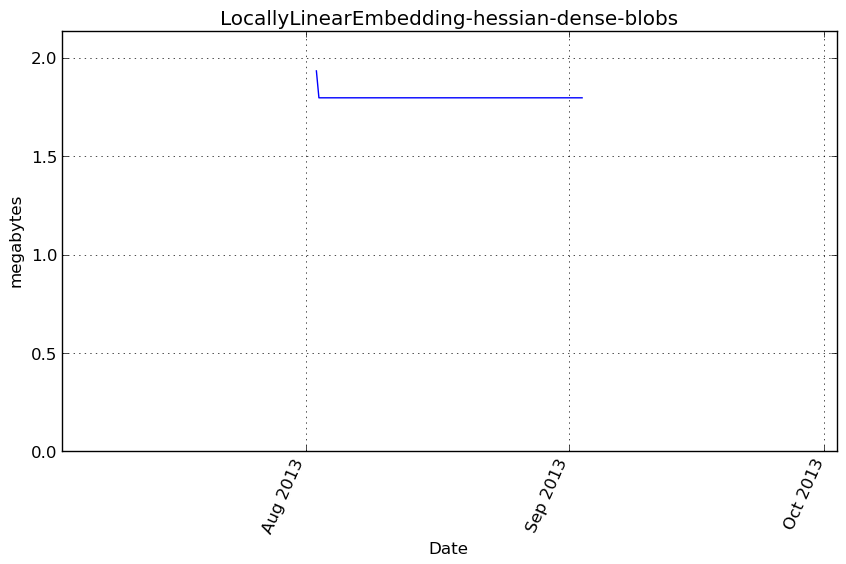 LocallyLinearEmbedding-hessian-dense-blobs
2.0
1.5
1.0
0.5
0.0
megabytes
Aug 2013
Sep 2013
Oct 2013
Date